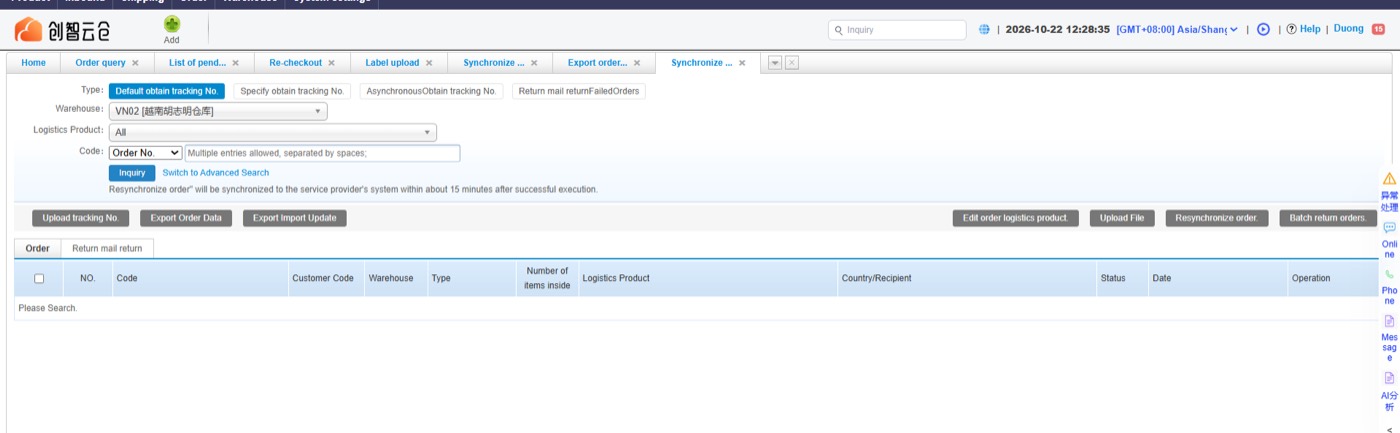 创智云仓
Add
Inquiry
| 2026-10-22 12:28:35 [GMT+08:00] Asia/Shang | | Help | Duong 15
Home Order query × List of pend... × Re-checkout × Label upload × Synchronize ... × Export order... × Synchronize ... ×
Type: Default obtain tracking No. Specify obtain tracking No. AsynchronousObtain tracking No. Return mail returnFailedOrders
Warehouse: VN02 [越南胡志明仓库]
Logistics Product: All
Code: Order No. Multiple entries allowed, separated by spaces;
Inquiry Switch to Advanced Search
Resynchronize order" will be synchronized to the service provider's system within about 15 minutes after successful execution.
Upload tracking No. Export Order Data Export Import Update Edit order logistics product. Upload File Resynchronize order. Batch return orders.
Order Return mail return
NO. Code Customer Code Warehouse Type Number of items inside Logistics Product Country/Recipient Status Date Operation
Please Search.
异常
处理
Onli
ne
Pho
ne
Mes
sag
e
AI分
析
<